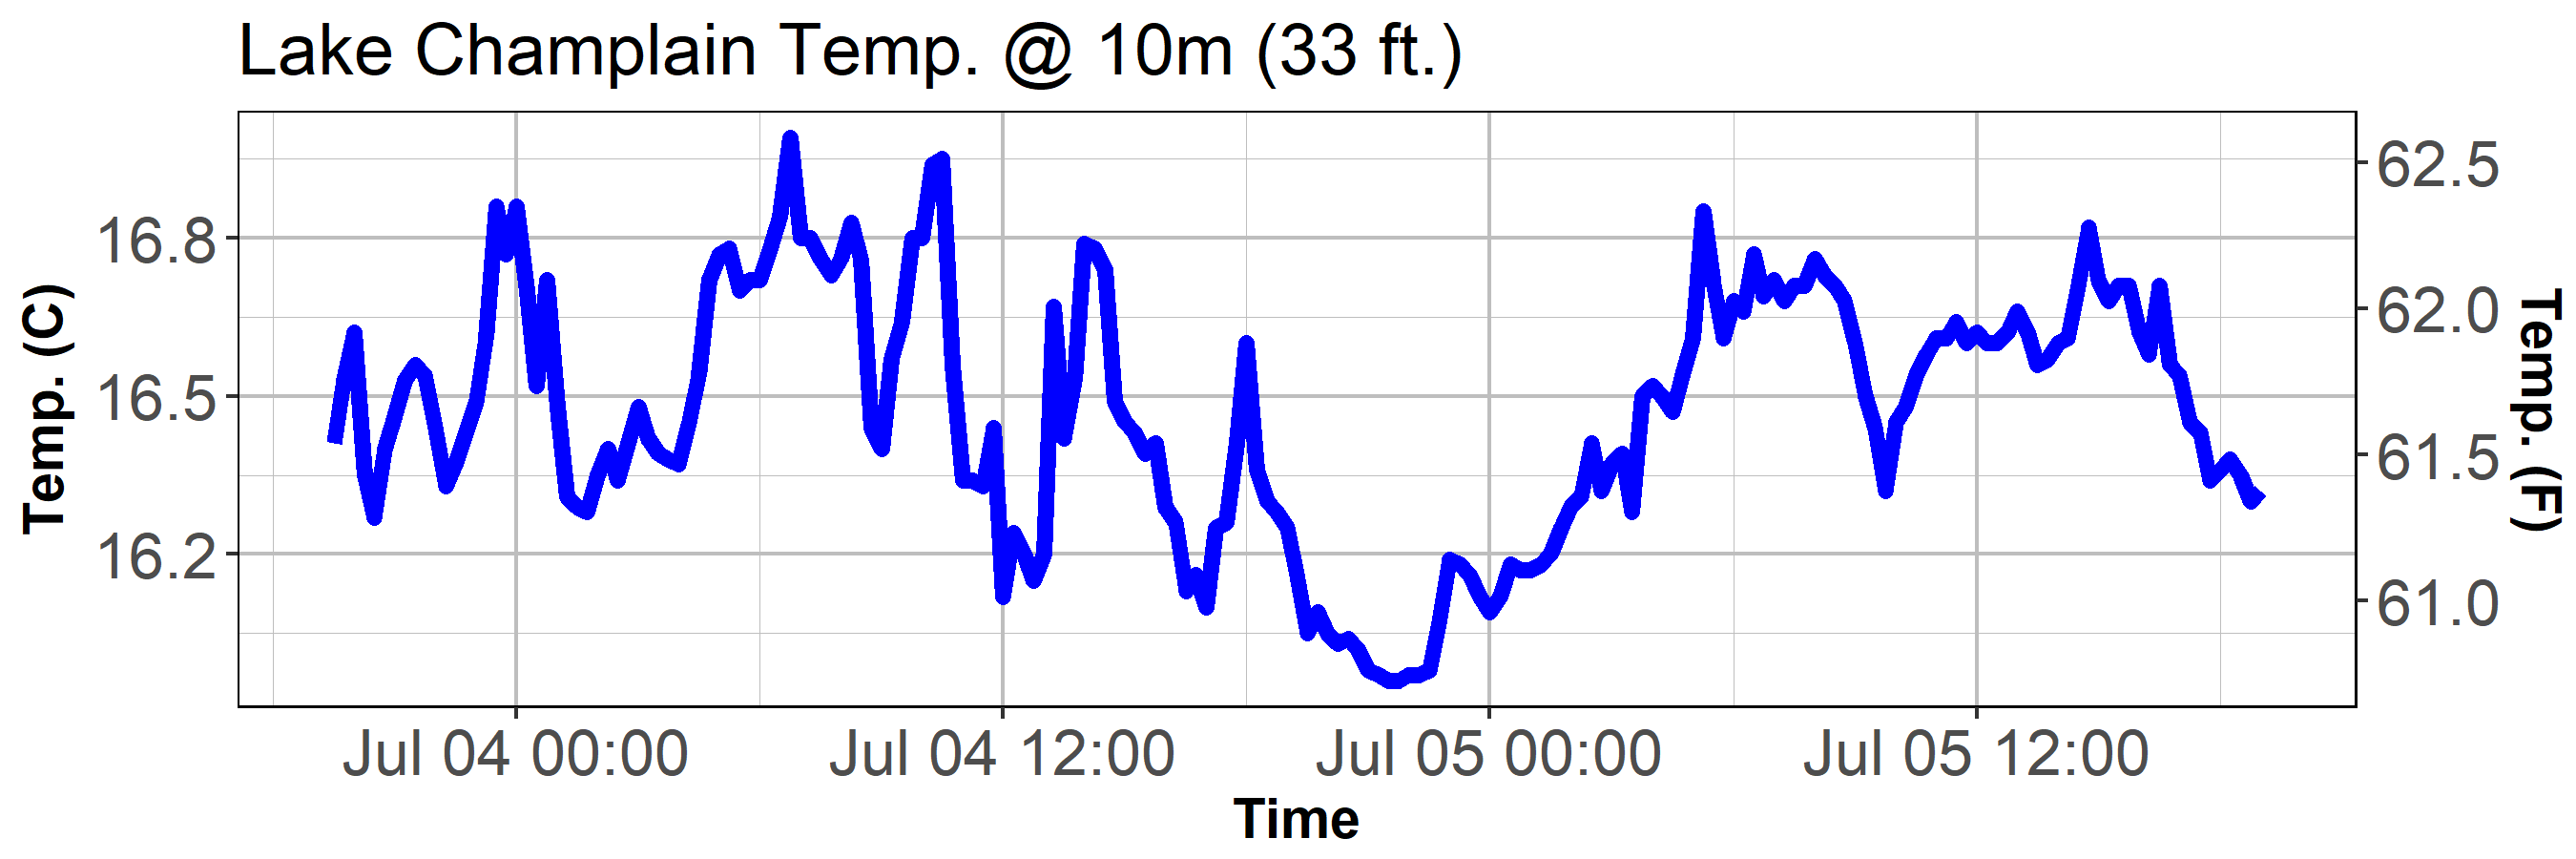 Lake Champlain Temp. @ 10m (33 ft.)
Temp. (C)
16.8
16.5
16.2
62.5
62.0
61.5
61.0
Temp. (F)
Jul 04 00:00 Jul 04 12:00 Jul 05 00:00 Jul 05 12:00
Time